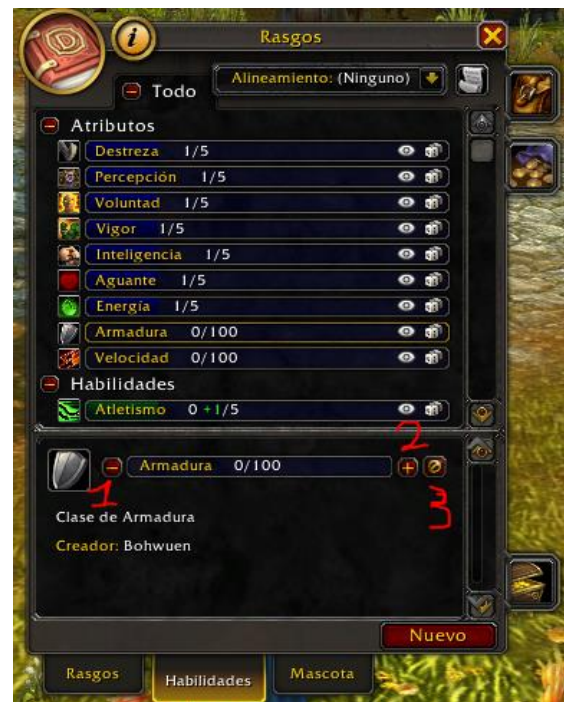 Rasgos
Alineamiento: (Ninguno)
Todo
Atributos
Destreza 1/5
Percepción 1/5
Voluntad 1/5
Vigor 1/5
Inteligencia 1/5
Aguante 1/5
Energía 1/5
Armadura 0/100
Velocidad 0/100
Habilidades
Atletismo 0 +1/5
2
Armadura 0/100
1
3
Clase de Armadura
Creador: Bohwuen
Nuevo
Rasgos Habilidades Mascota